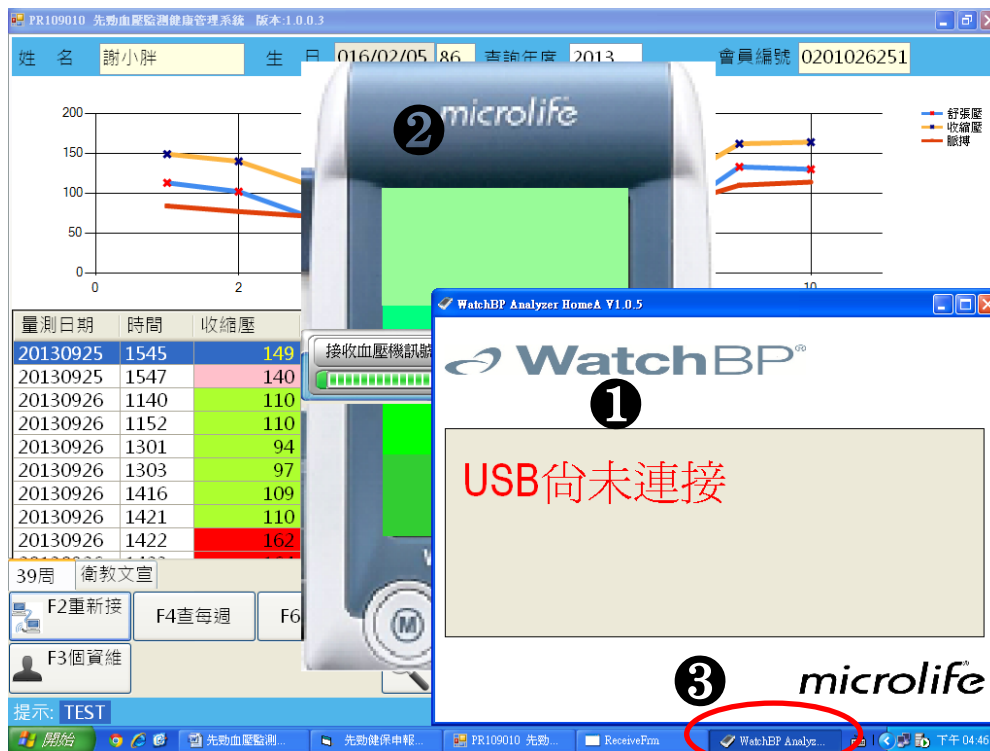 PR109010 先勁血壓監測健康管理系統 版本:1.0.0.3
姓 名 謝小胖 生 日 016/02/05 86 查詢年度 2013 會員編號 0201026251
❷
microlife
舒張壓
收縮壓
脈搏
200
150
100
50
0
0 2 10
WatchBP Analyzer HomeA V1.0.5
WatchBP®
❶
USB尚未連接
量測日期 時間 收縮壓
20130925 1545 149
20130925 1547 140
20130926 1140 110
20130926 1152 110
20130926 1301 94
20130926 1303 97
20130926 1416 109
20130926 1421 110
20130926 1422 162
接收血壓機訊號
39周 衛教文宣
F2重新接 F4查每週 F6
M
F3個資維
❸
microlife
提示: TEST
開始 先勁血壓監測... 先勁健保申報... PR109010 先勁... ReceiveFrm WatchBP Analyz... 下午 04:46